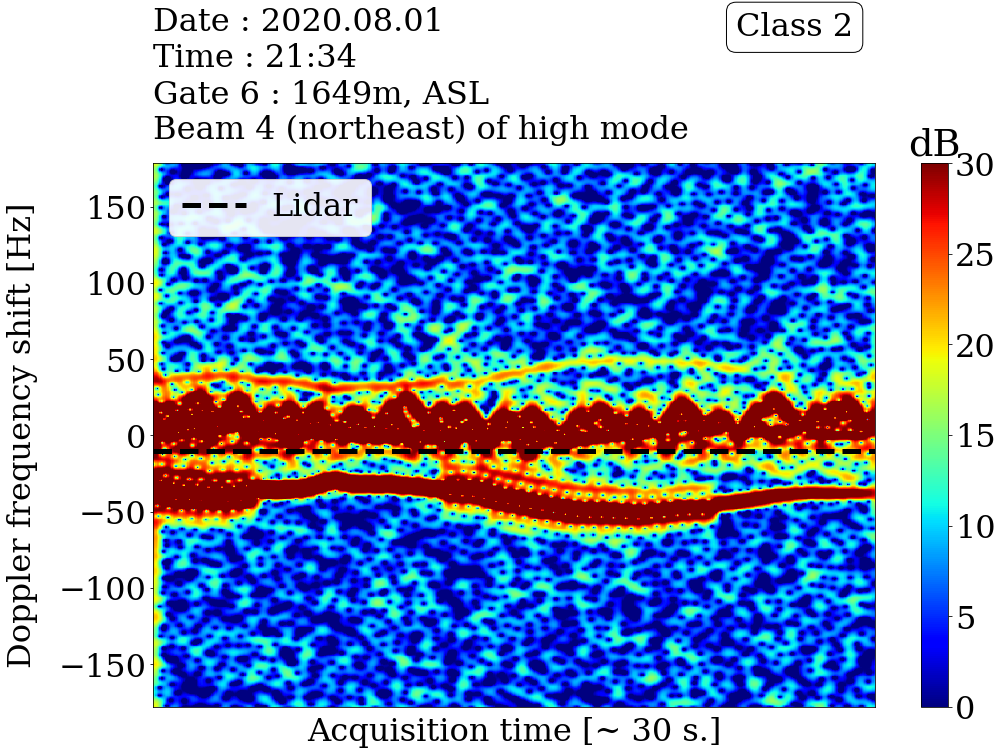 Date : 2020.08.01
Time : 21:34
Gate 6 : 1649m, ASL
Beam 4 (northeast) of high mode
Class 2
dB
Lidar
Doppler frequency shift [Hz]
150
100
50
0
−50
−100
−150
30
25
20
15
10
5
0
Acquisition time [~ 30 s.]